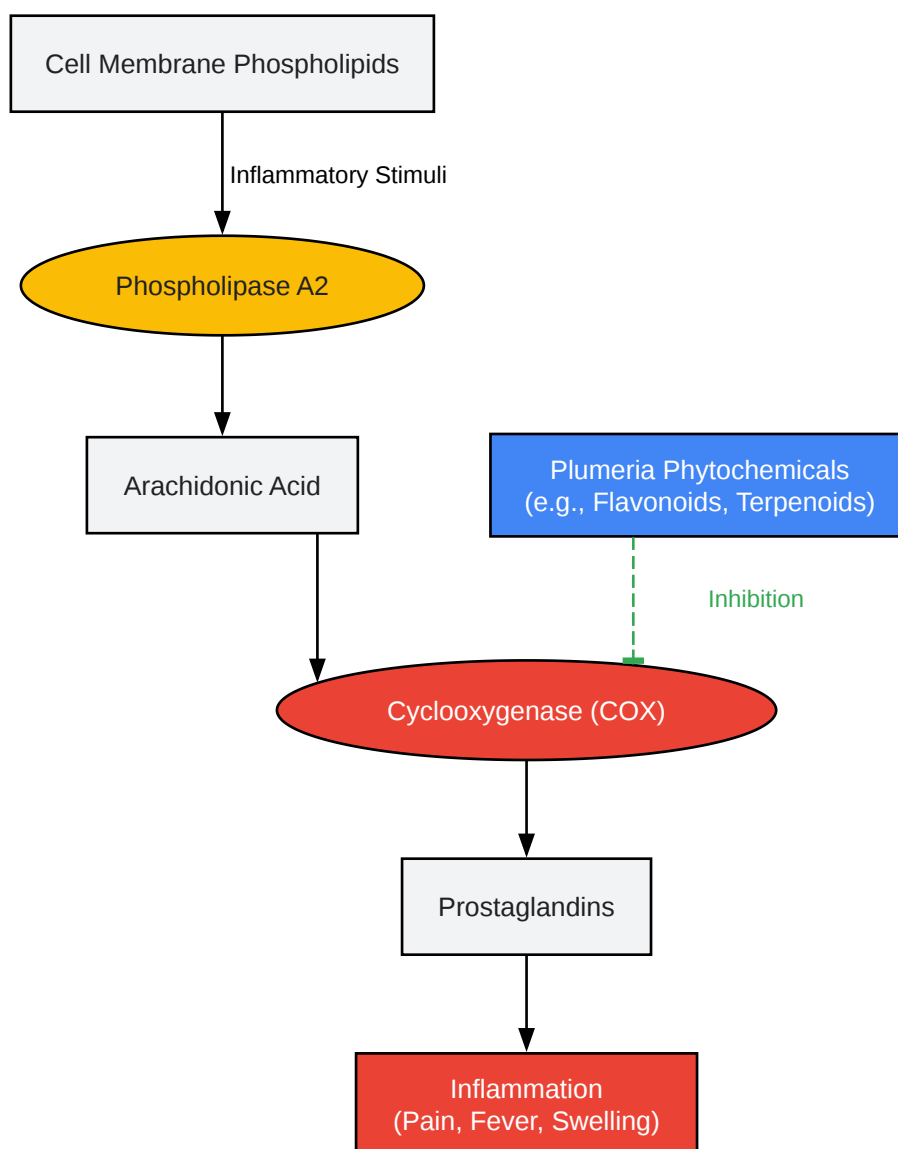 Cell Membrane Phospholipids
Inflammatory Stimuli
Phospholipase A2
Arachidonic Acid
Plumeria Phytochemicals
(e.g., Flavonoids, Terpenoids)
Inhibition
Cyclooxygenase (COX)
Prostaglandins
Inflammation
(Pain, Fever, Swelling)